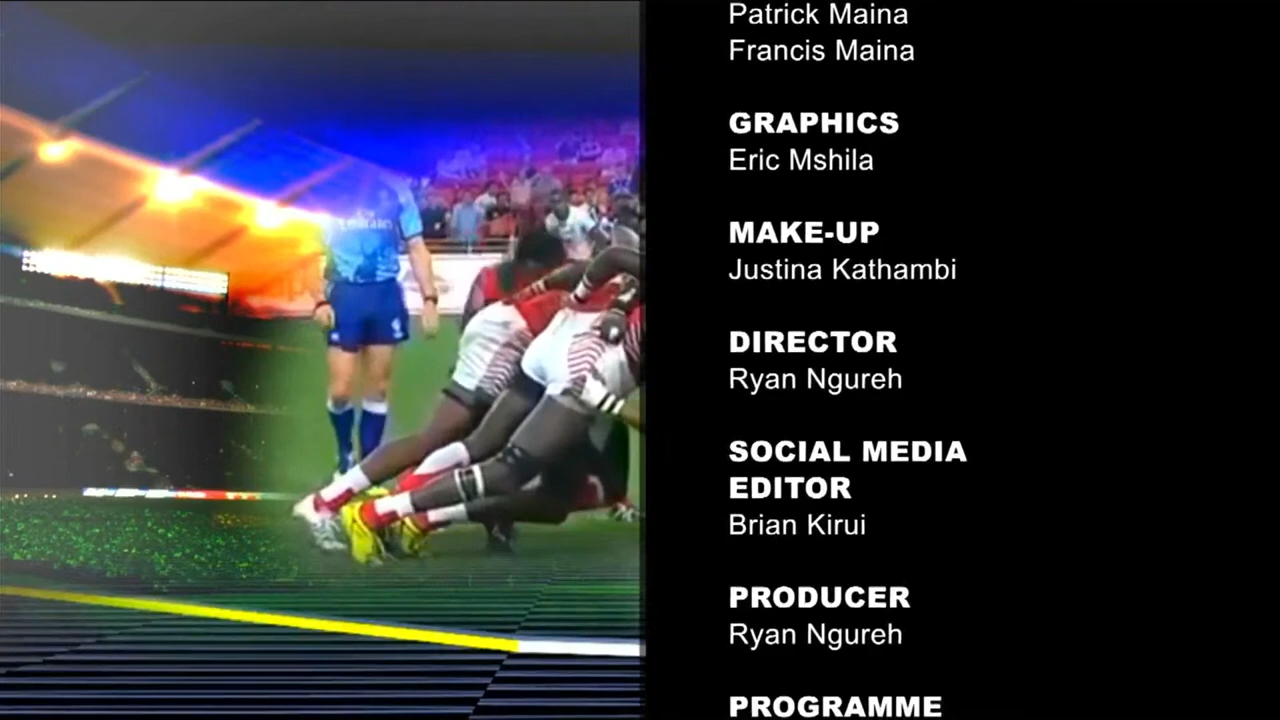 Patrick Maina
Francis Maina
GRAPHICS
Eric Mshila
MAKE-UP
Justina Kathambi
DIRECTOR
Ryan Ngureh
SOCIAL MEDIA
EDITOR
Brian Kirui
PRODUCER
Ryan Ngureh
PROGRAMME